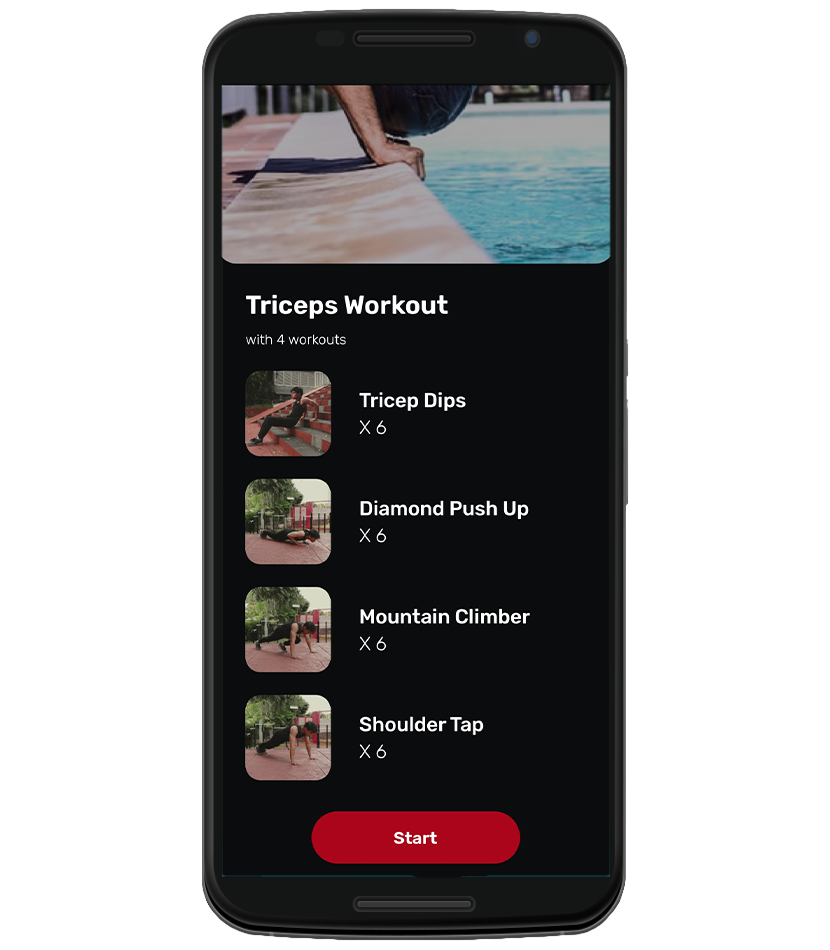 Triceps Workout
with 4 workouts
Tricep Dips
X 6
Diamond Push Up
X 6
Mountain Climber
X 6
Shoulder Tap
X 6
Start